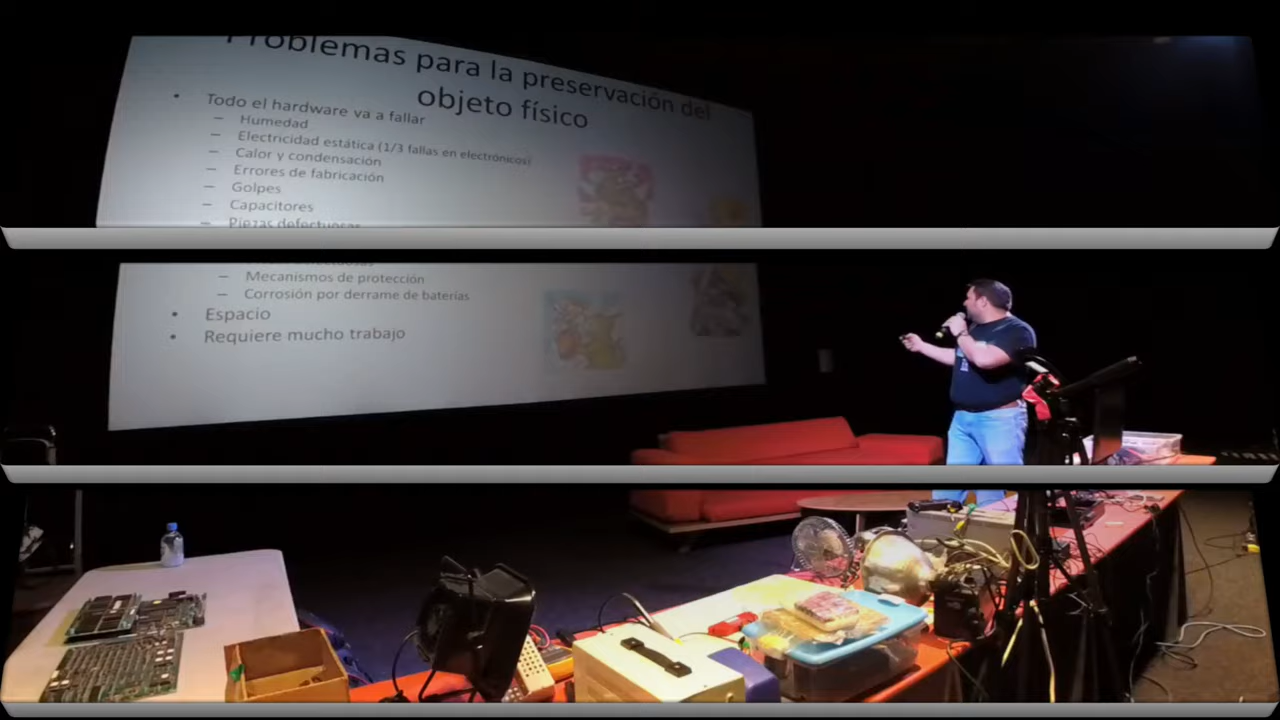 Problemas para la preservación del
objeto físico
• Todo el hardware va a fallar
– Humedad
– Electricidad estática (1/3 fallas en electrónicos)
– Calor y condensación
– Errores de fabricación
– Golpes
– Capacitores
– Piezas defectuosas
– Mecanismos de protección
– Corrosión por derrame de baterías
• Espacio
• Requiere mucho trabajo